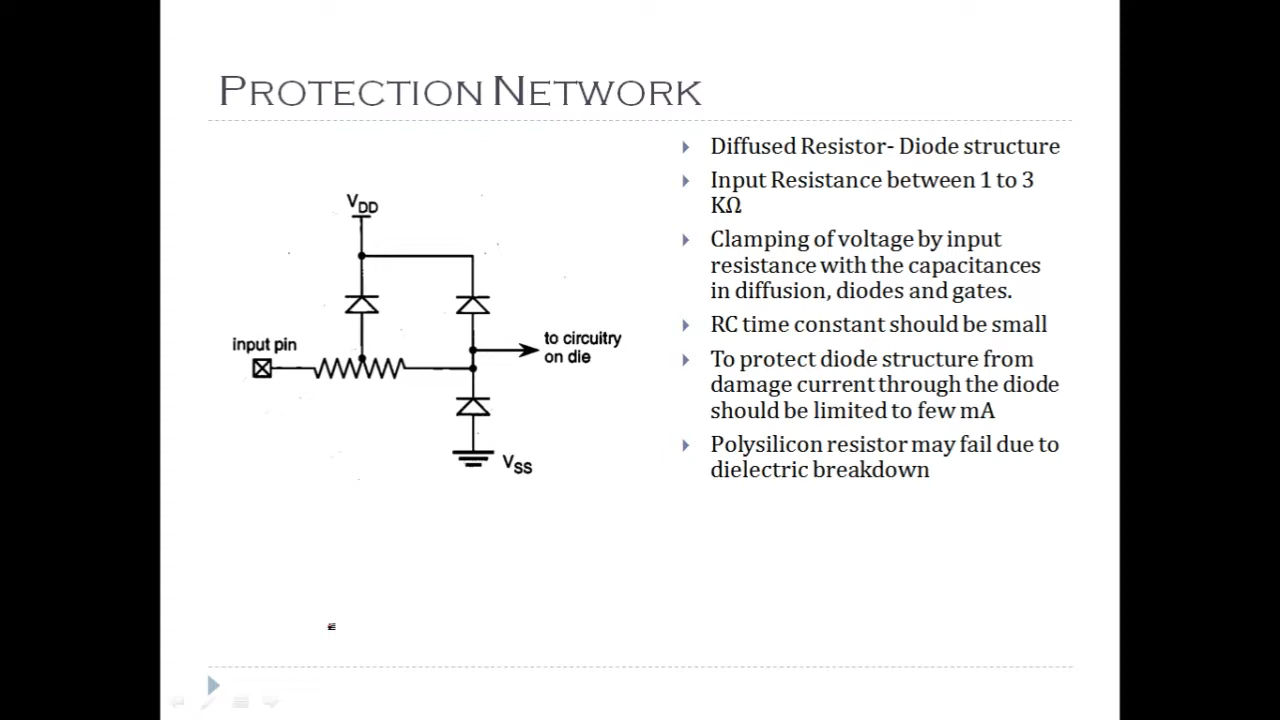 PROTECTION NETWORK
VDD
input pin
to circuitry
on die
VSS
Diffused Resistor- Diode structure
Input Resistance between 1 to 3
KΩ
Clamping of voltage by input
resistance with the capacitances
in diffusion, diodes and gates.
RC time constant should be small
To protect diode structure from
damage current through the diode
should be limited to few mA
Polysilicon resistor may fail due to
dielectric breakdown